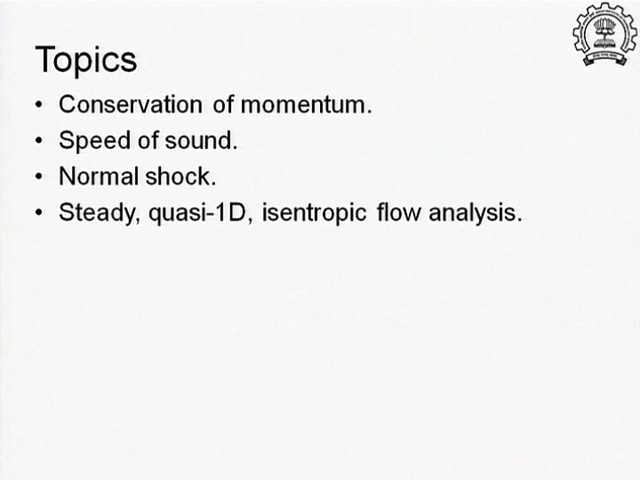 Topics
• Conservation of momentum.
• Speed of sound.
• Normal shock.
• Steady, quasi-1D, isentropic flow analysis.